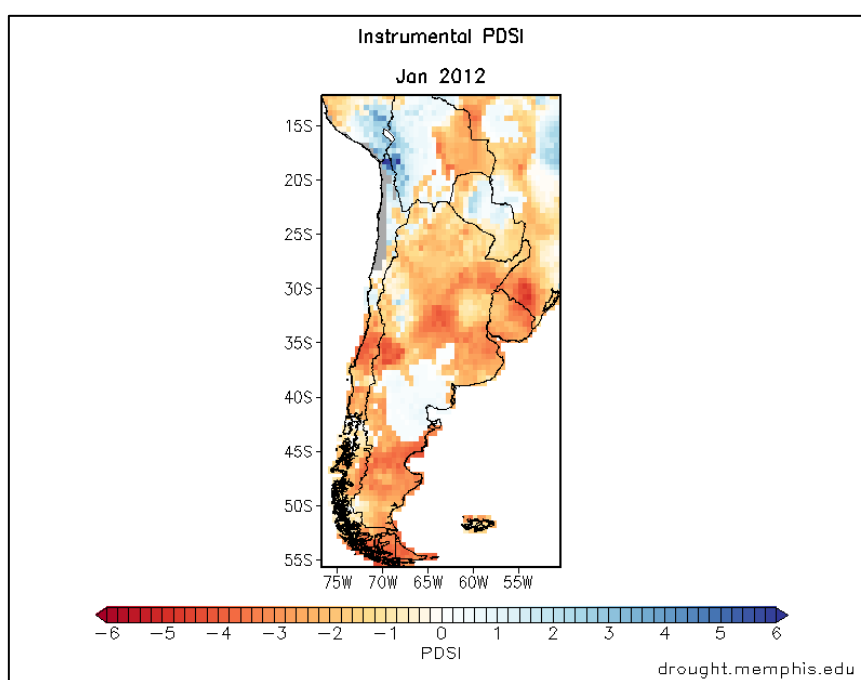 Instrumental PDSI
Jan 2012
15S
20S
25S
30S
35S
40S
45S
50S
55S
75W 70W 65W 60W 55W
-6 -5 -4 -3 -2 -1 0 1 2 3 4 5 6
PDSI
drought.memphis.edu